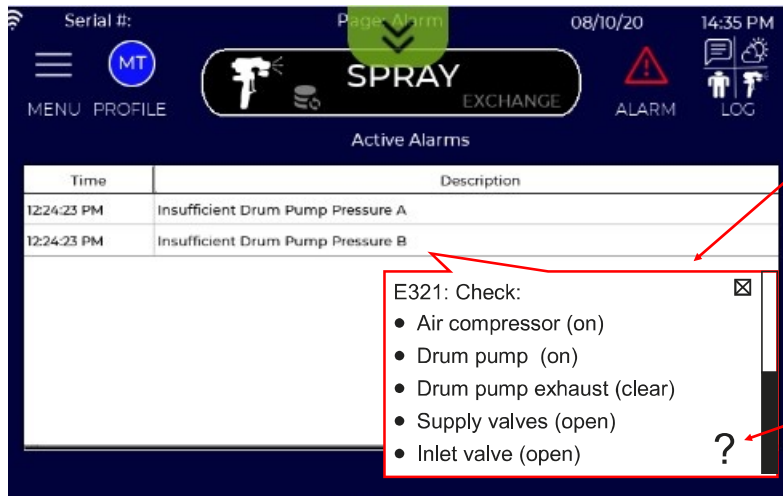 Serial #:
Page: Alarm
08/10/20
14:35 PM
MT
MENU PROFILE
SPRAY
EXCHANGE
ALARM
LOG
Active Alarms
Time Description
12:24:23 PM Insufficient Drum Pump Pressure A
12:24:23 PM Insufficient Drum Pump Pressure B
E321: Check:
• Air compressor (on)
• Drum pump (on)
• Drum pump exhaust (clear)
• Supply valves (open)
• Inlet valve (open)
?